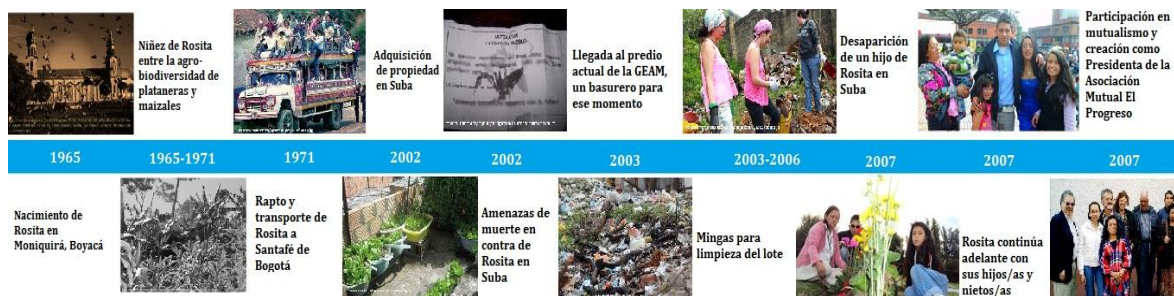 Niñez de Rosita
entre la agro-
biodiversidad de
plataneras y
maizales
Adquisición
de propiedad
en Suba
Llegada al predio
actual de la GEAM,
un basurero para
ese momento
Desaparición
de un hijo de
Rosita en
Suba
Participación en
mutualismo y
creación como
Presidenta de la
Asociación
Mutual El
Progreso
1965
1965-1971
1971
2002
2002
2003
2003-2006
2007
2007
2007
Nacimiento de
Rosita en
Moniquirá, Boyacá
Rapto y
transporte de
Rosita a
Santafé de
Bogotá
Amenazas de
muerte en
contra de
Rosita en
Suba
Mingas para
limpieza del lote
Rosita continúa
adelante con
sus hijos/as y
nietos/as